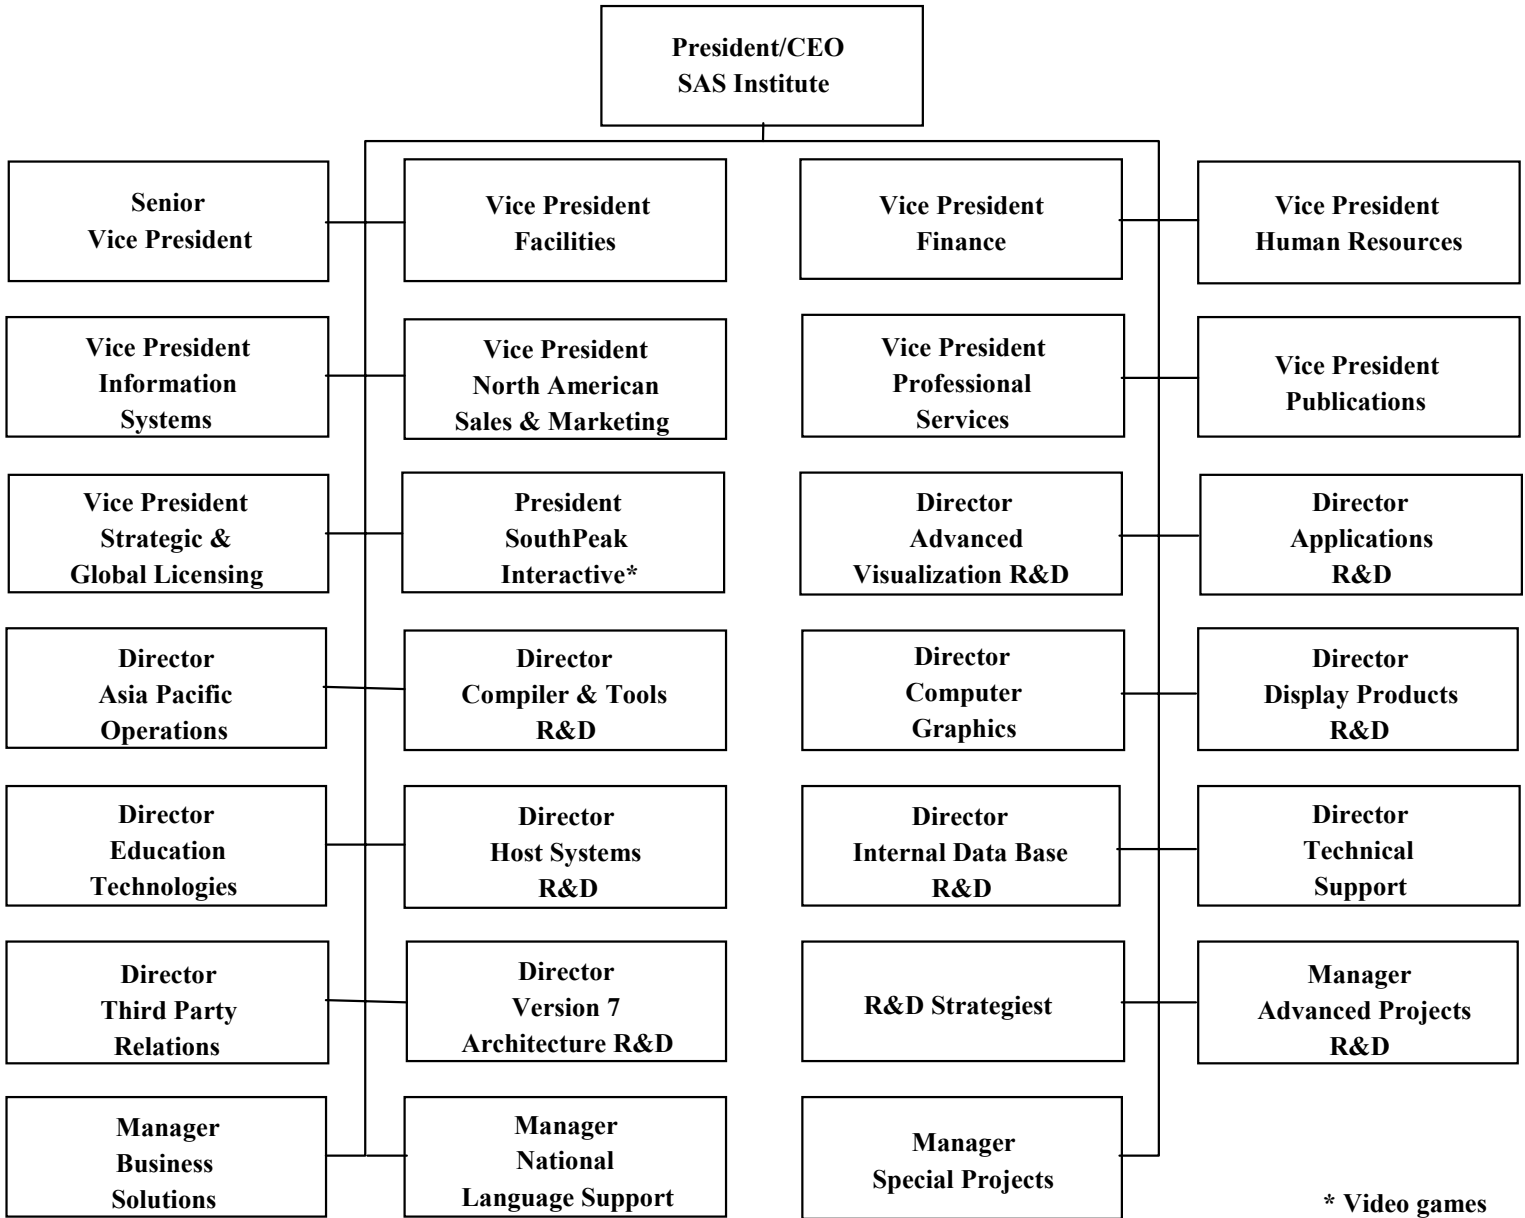 President/CEO
SAS Institute
Senior
Vice President
Vice President
Facilities
Vice President
Finance
Vice President
Human Resources
Vice President
Information
Systems
Vice President
North American
Sales & Marketing
Vice President
Professional
Services
Vice President
Publications
Vice President
Strategic &
Global Licensing
President
SouthPeak
Interactive*
Director
Advanced
Visualization R&D
Director
Applications
R&D
Director
Asia Pacific
Operations
Director
Compiler & Tools
R&D
Director
Computer
Graphics
Director
Display Products
R&D
Director
Education
Technologies
Director
Host Systems
R&D
Director
Internal Data Base
R&D
Director
Technical
Support
Director
Third Party
Relations
Director
Version 7
Architecture R&D
R&D Strategiest
Manager
Advanced Projects
R&D
Manager
Business
Solutions
Manager
National
Language Support
Manager
Special Projects
* Video games